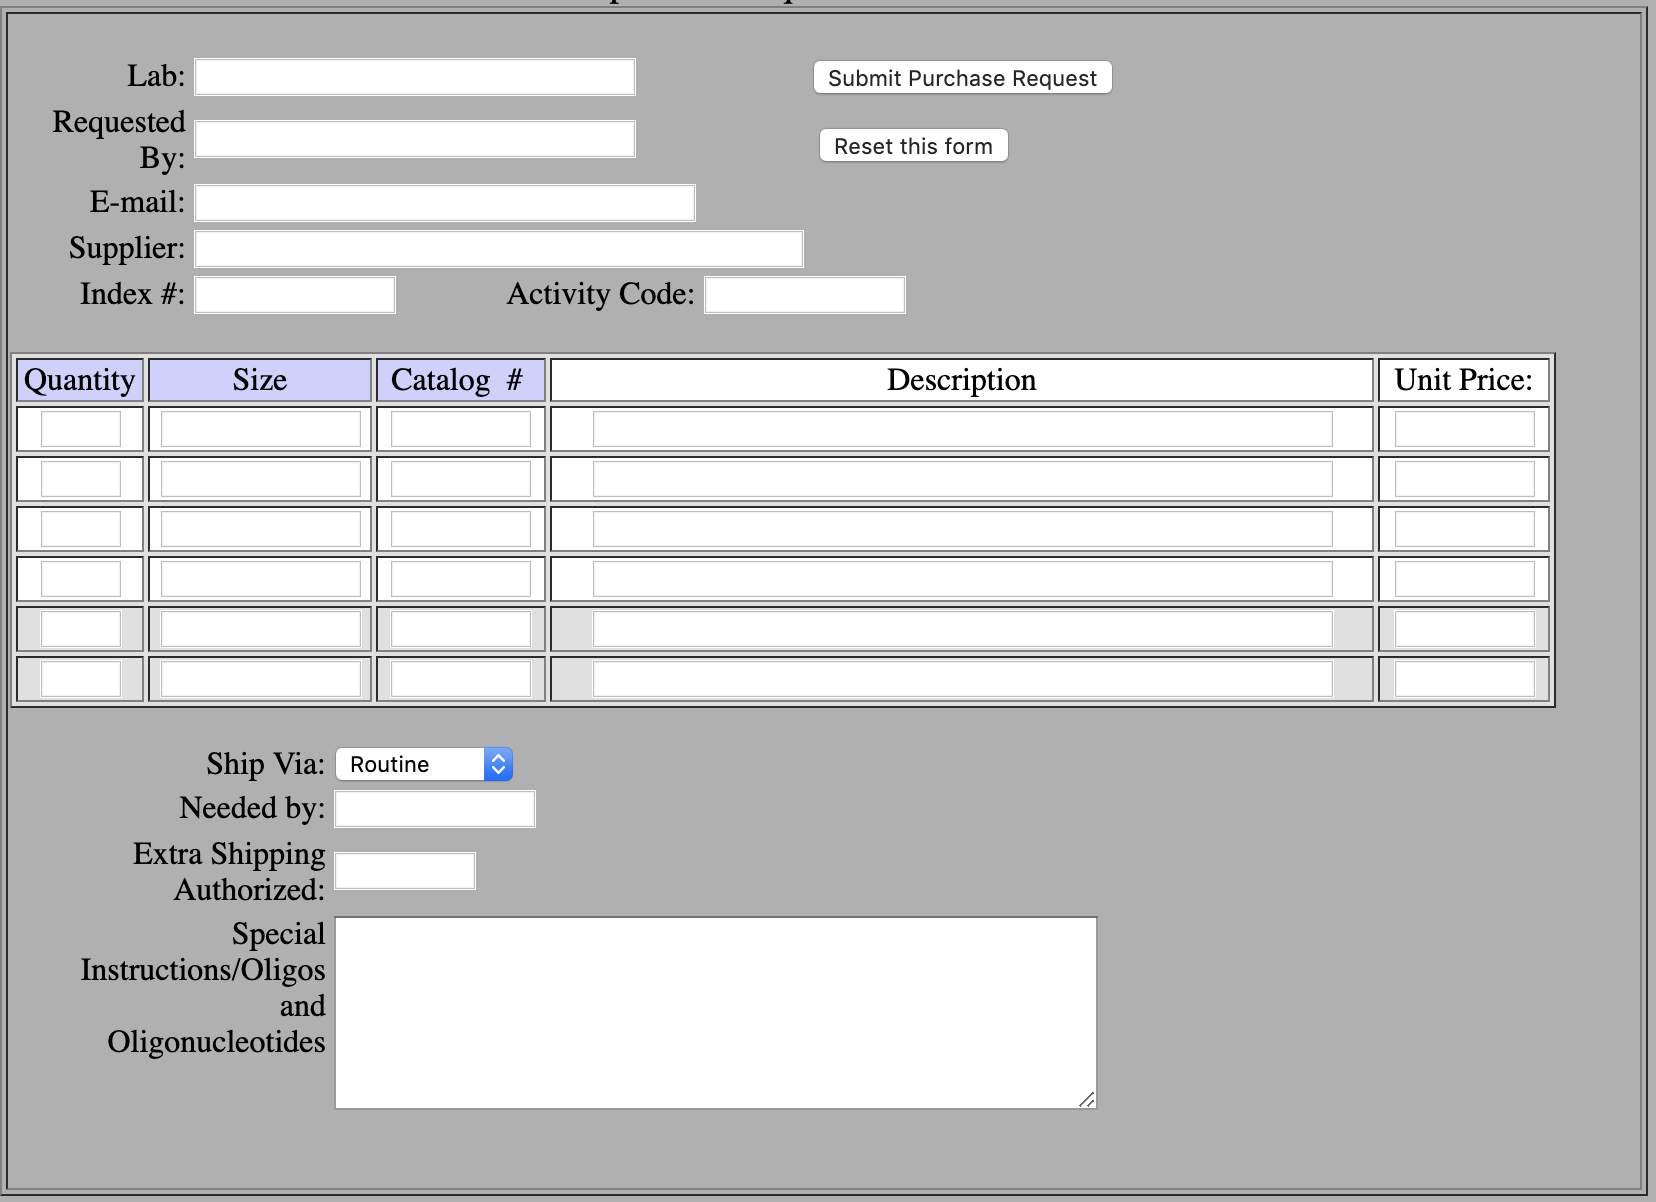 Lab:
Submit Purchase Request
Requested
By:
Reset this form
E-mail:
Supplier:
Index #:
Activity Code:
Quantity Size Catalog # Description Unit Price:
Ship Via: Routine
Needed by:
Extra Shipping
Authorized:
Special
Instructions/Oligos
and
Oligonucleotides